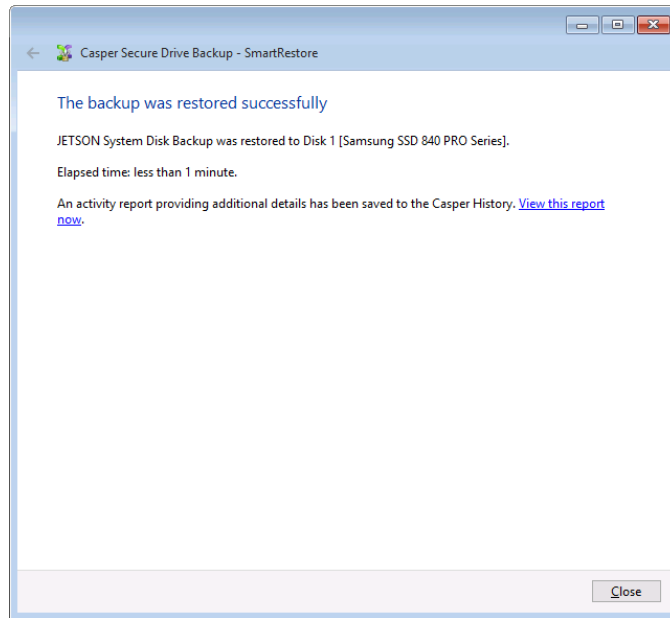 Casper Secure Drive Backup - SmartRestore
The backup was restored successfully
JETSON System Disk Backup was restored to Disk 1 [Samsung SSD 840 PRO Series].
Elapsed time: less than 1 minute.
An activity report providing additional details has been saved to the Casper History. View this report
now.
Close